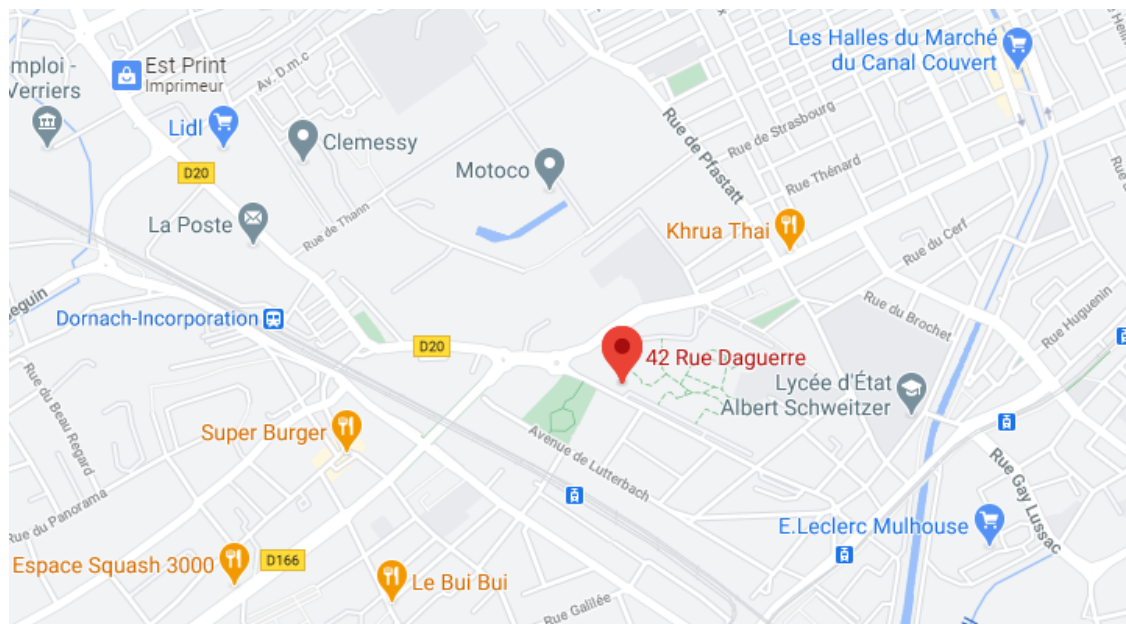 Les Halles du Marché
du Canal Couvert
mploi -
Verriers
Est Print
Imprimeur
Av. D.m.c
Lidl
Clemessy
Motoco
D20
La Poste
Rue de Thann
Rue de Pfastatt
Rue de Strasbourg
Rue Thénard
Khrua Thai
Rue du Cerf
Rue du Brochet
Rue Huguenin
eguin
Dornach-Incorporation
D20
42 Rue Daguerre
Lycée d'État
Albert Schweitzer
Rue du Beau Regard
Super Burger
Avenue de Lutterbach
Rue Gay Lussac
Rue du Panorama
E.Leclerc Mulhouse
Espace Squash 3000
D166
Le Bui Bui
Rue Galilée